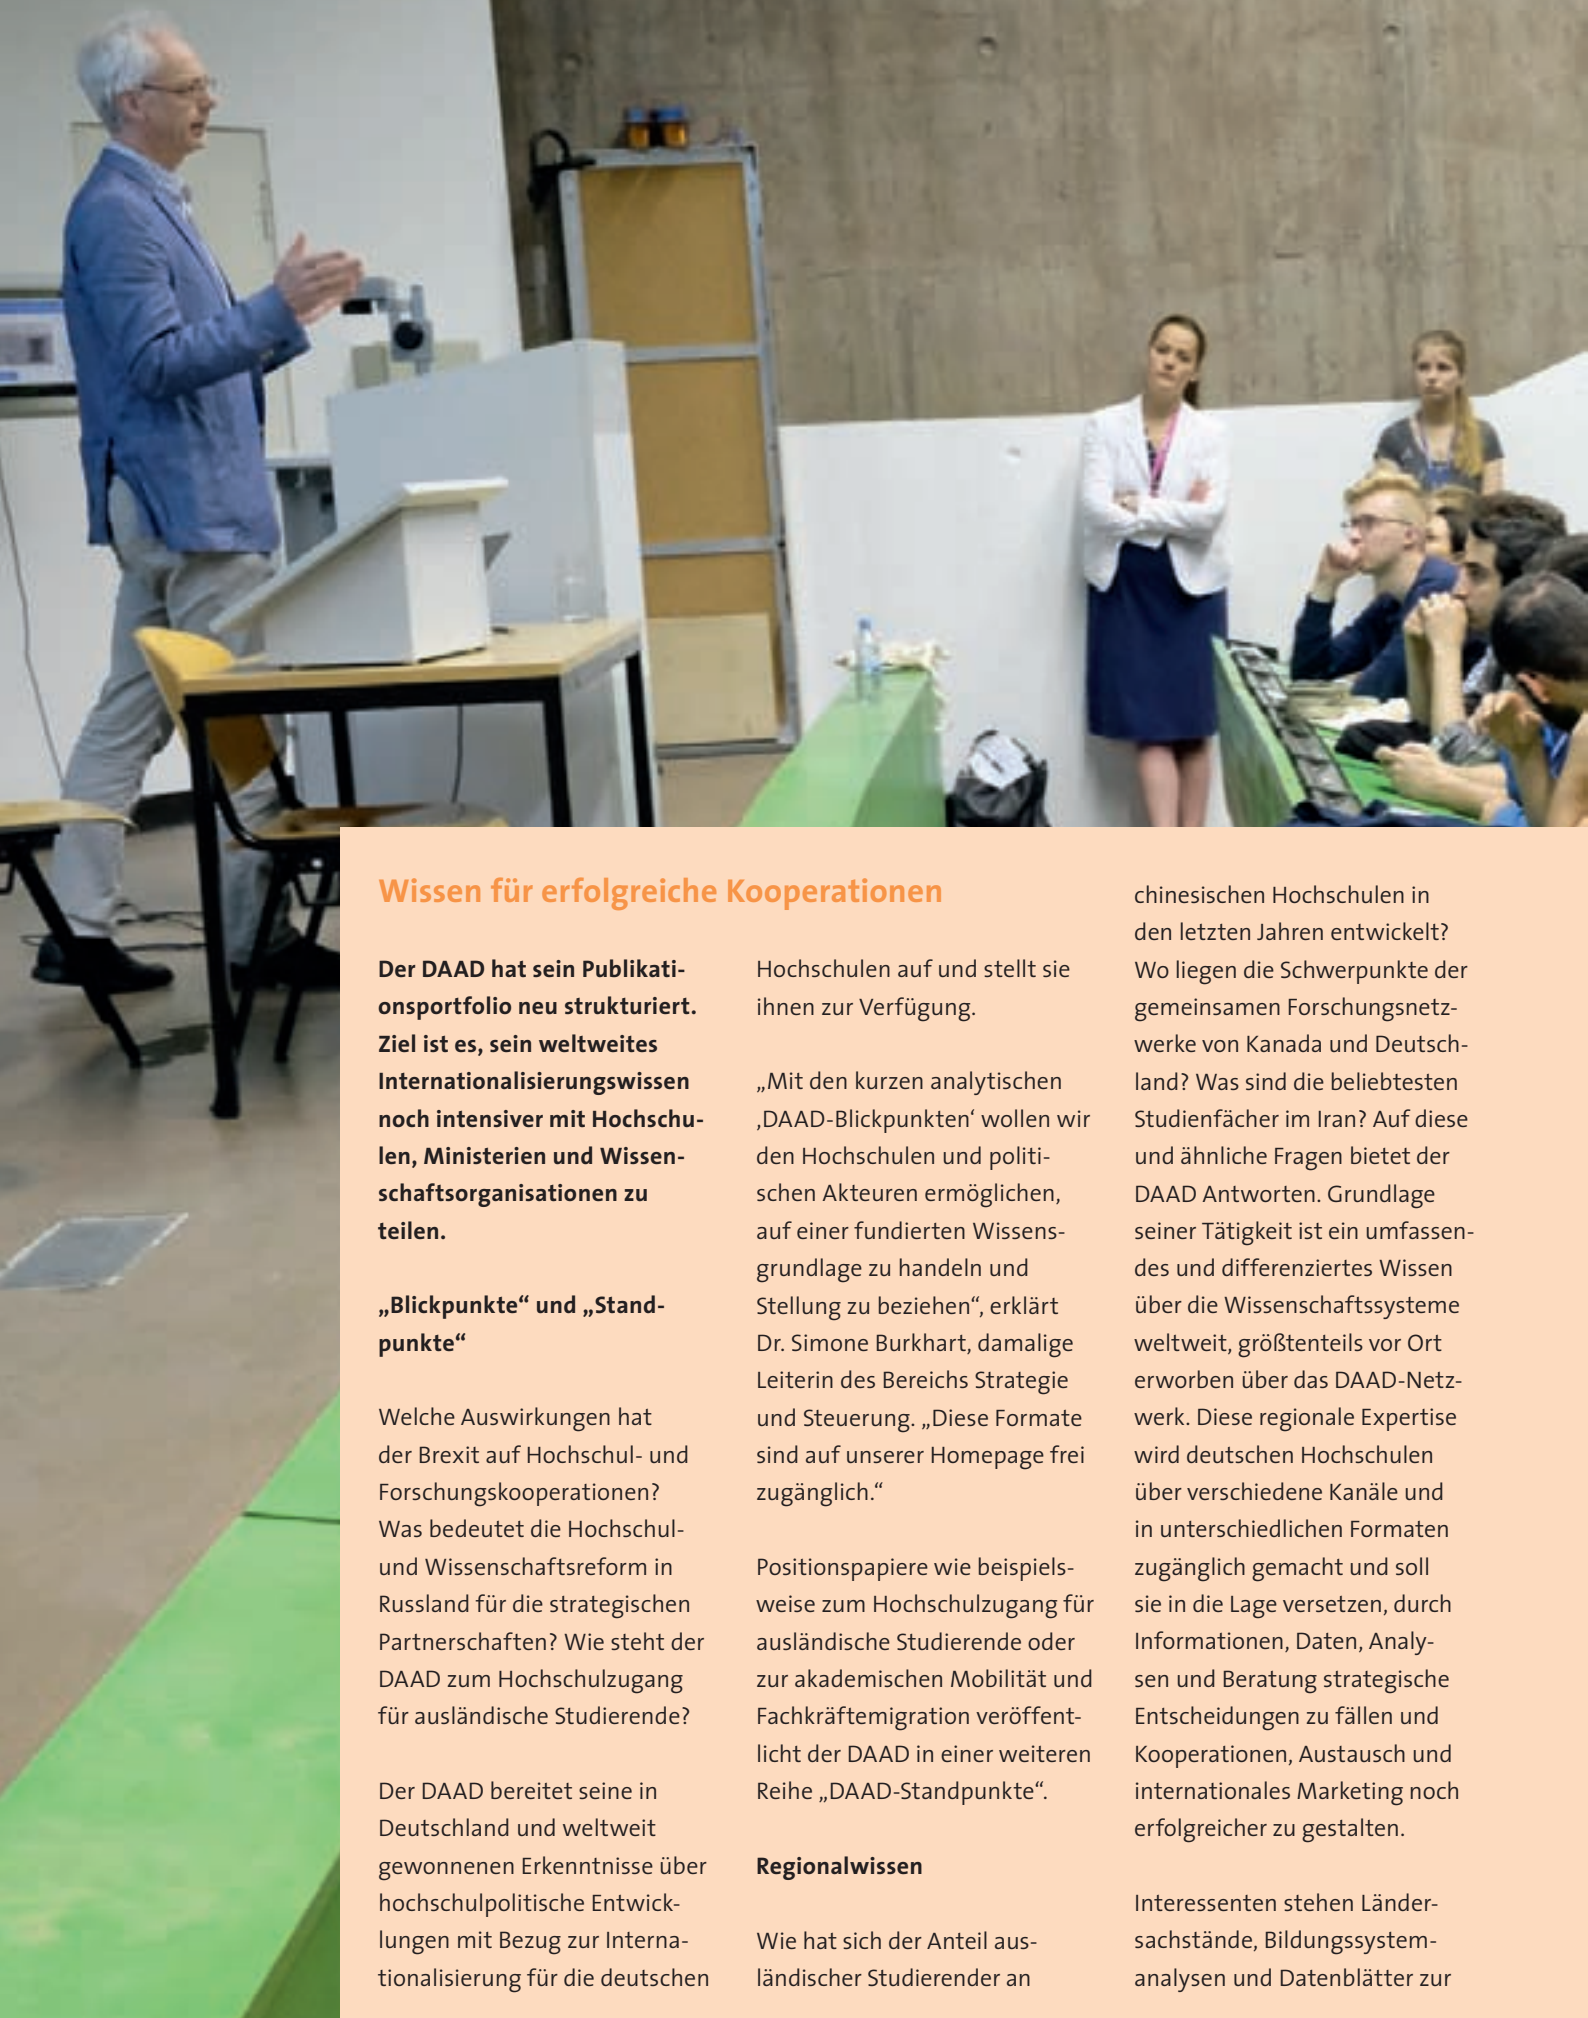 Wissen für erfolgreiche Kooperationen
Der DAAD hat sein Publikati-
onsportfolio neu strukturiert.
Ziel ist es, sein weltweites
Internationalisierungswissen
noch intensiver mit Hochschu-
len, Ministerien und Wissen-
schaftsorganisationen zu
teilen.
„Blickpunkte“ und „Stand-
punkte“
Welche Auswirkungen hat
der Brexit auf Hochschul- und
Forschungskooperationen?
Was bedeutet die Hochschul-
und Wissenschaftsreform in
Russland für die strategischen
Partnerschaften? Wie steht der
DAAD zum Hochschulzugang
für ausländische Studierende?
Der DAAD bereitet seine in
Deutschland und weltweit
gewonnenen Erkenntnisse über
hochschulpolitische Entwick-
lungen mit Bezug zur Interna-
tionalisierung für die deutschen
Hochschulen auf und stellt sie
ihnen zur Verfügung.
„Mit den kurzen analytischen
‚DAAD-Blickpunkten‘ wollen wir
den Hochschulen und politi-
schen Akteuren ermöglichen,
auf einer fundierten Wissens-
grundlage zu handeln und
Stellung zu beziehen“, erklärt
Dr. Simone Burkhart, damalige
Leiterin des Bereichs Strategie
und Steuerung. „Diese Formate
sind auf unserer Homepage frei
zugänglich.“
Positionspapiere wie beispiels-
weise zum Hochschulzugang für
ausländische Studierende oder
zur akademischen Mobilität und
Fachkräftemigration veröffent-
licht der DAAD in einer weiteren
Reihe „DAAD-Standpunkte“.
Regionalwissen
Wie hat sich der Anteil aus-
ländischer Studierender an
chinesischen Hochschulen in
den letzten Jahren entwickelt?
Wo liegen die Schwerpunkte der
gemeinsamen Forschungsnetz-
werke von Kanada und Deutsch-
land? Was sind die beliebtesten
Studienfächer im Iran? Auf diese
und ähnliche Fragen bietet der
DAAD Antworten. Grundlage
seiner Tätigkeit ist ein umfassen-
des und differenziertes Wissen
über die Wissenschaftssysteme
weltweit, größtenteils vor Ort
erworben über das DAAD-Netz-
werk. Diese regionale Expertise
wird deutschen Hochschulen
über verschiedene Kanäle und
in unterschiedlichen Formaten
zugänglich gemacht und soll
sie in die Lage versetzen, durch
Informationen, Daten, Analy-
sen und Beratung strategische
Entscheidungen zu fällen und
Kooperationen, Austausch und
internationales Marketing noch
erfolgreicher zu gestalten.
Interessenten stehen Länder-
sachstände, Bildungssystem-
analysen und Datenblätter zur